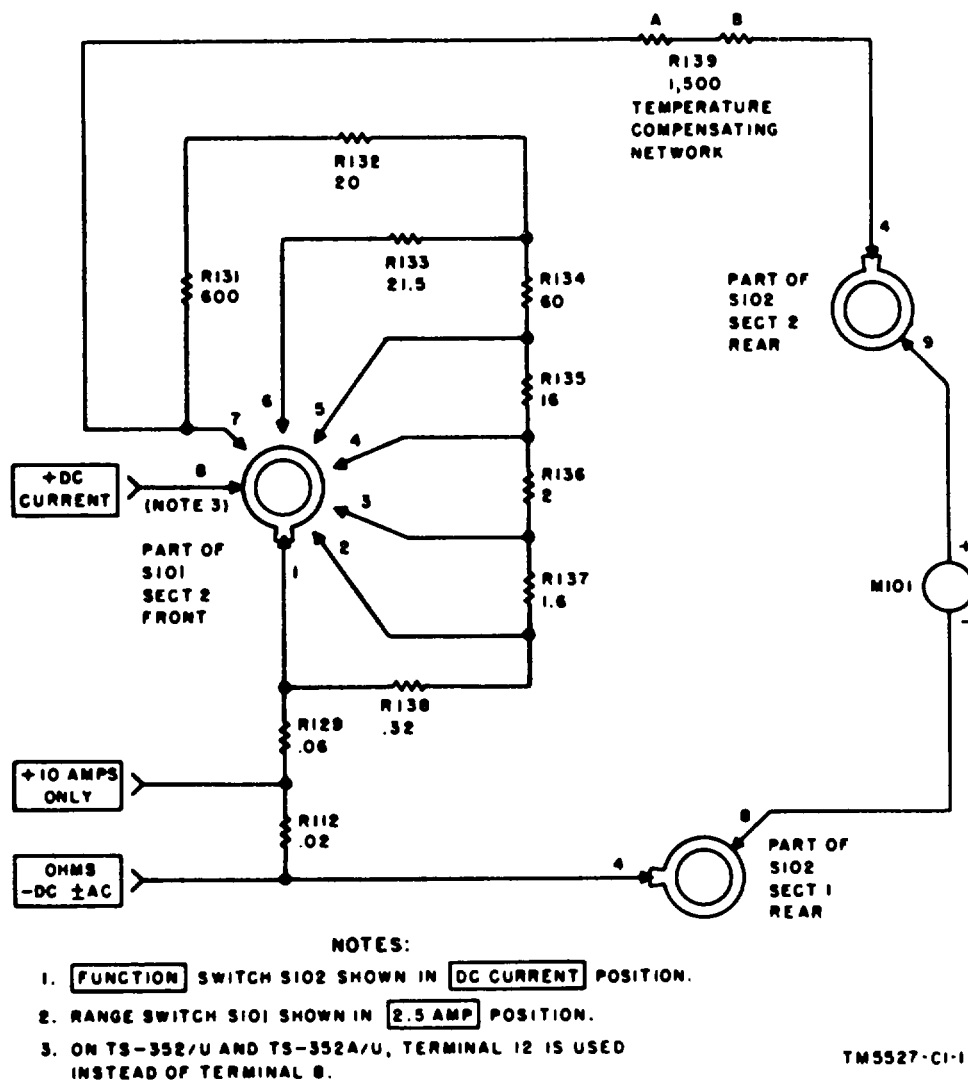 A B
R139
1,500
TEMPERATURE
COMPENSATING
NETWORK
R132
20
R133
21.5
R131
600
R134
60
4
PART OF
S102
SECT 2
REAR
9
R135
16
6
5
7
4
+DC
CURRENT
8
(NOTE 3)
3
R136
2
2
PART OF
S101
SECT 2
FRONT
1
R137
1.6
M101
+
-
R138
.32
R129
.06
+10 AMPS
ONLY
R112
.02
8
PART OF
S102
SECT 1
REAR
OHMS
-DC ±AC
4
NOTES:
1. FUNCTION SWITCH S102 SHOWN IN DC CURRENT POSITION.
2. RANGE SWITCH S101 SHOWN IN 2.5 AMP POSITION.
3. ON TS-352/U AND TS-352A/U, TERMINAL 12 IS USED
INSTEAD OF TERMINAL 8.
TM5527-C1-1